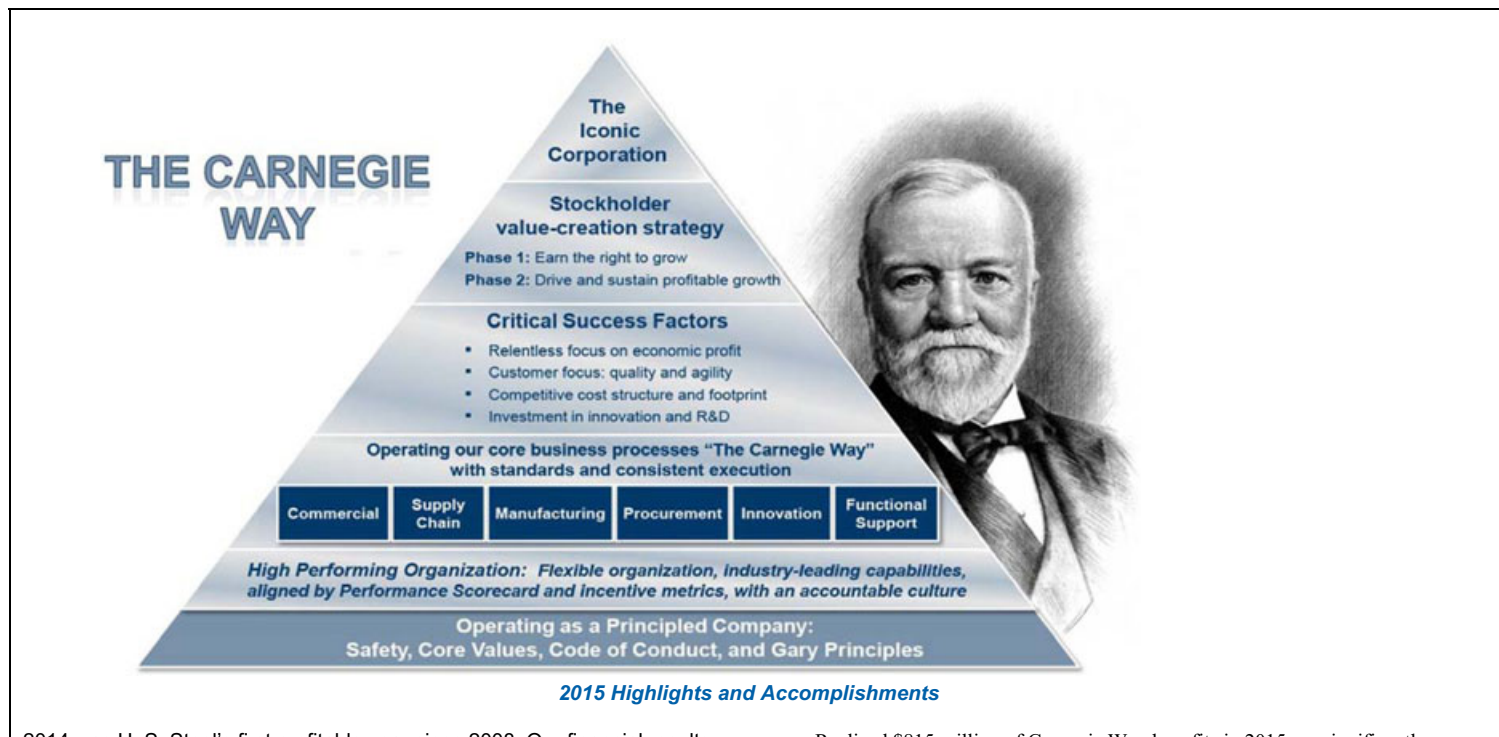 THE CARNEGIE
WAY
The
Iconic
Corporation
Stockholder
value-creation strategy
Phase 1: Earn the right to grow
Phase 2: Drive and sustain profitable growth
Critical Success Factors
▪ Relentless focus on economic profit
▪ Customer focus: quality and agility
▪ Competitive cost structure and footprint
▪ Investment in innovation and R&D
Operating our core business processes “The Carnegie Way”
with standards and consistent execution
Commercial
Supply
Chain
Manufacturing
Procurement
Innovation
Functional
Support
High Performing Organization: Flexible organization, industry-leading capabilities,
aligned by Performance Scorecard and incentive metrics, with an accountable culture
Operating as a Principled Company:
Safety, Core Values, Code of Conduct, and Gary Principles
2015 Highlights and Accomplishments